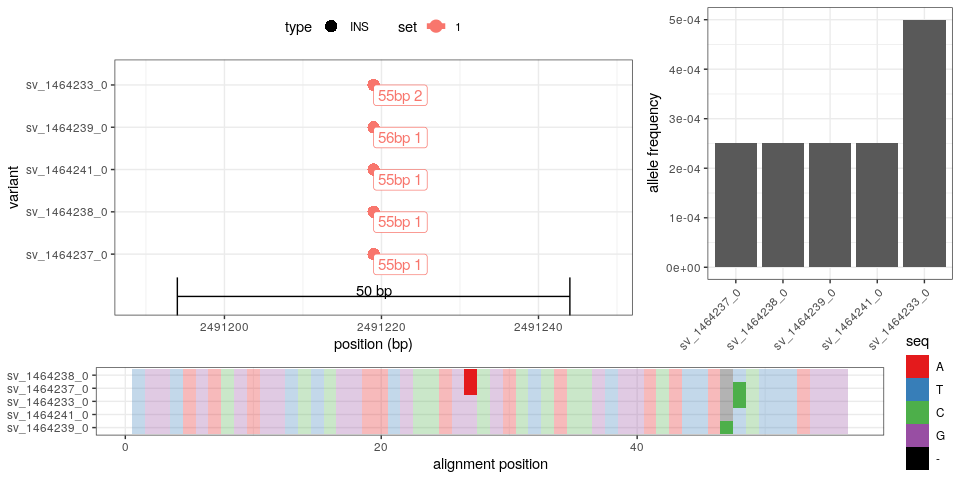 type INS set 1
variant
sv_1464233_0
55bp 2
sv_1464239_0
56bp 1
sv_1464241_0
55bp 1
sv_1464238_0
55bp 1
sv_1464237_0
55bp 1
50 bp
2491200 2491220 2491240
position (bp)
allele frequency
5e-04
4e-04
3e-04
2e-04
1e-04
0e+00
sv_1464237_0 sv_1464238_0 sv_1464239_0 sv_1464241_0 sv_1464233_0
sv_1464238_0
sv_1464237_0
sv_1464233_0
sv_1464241_0
sv_1464239_0
0 20 40
alignment position
seq
A
T
C
G
-